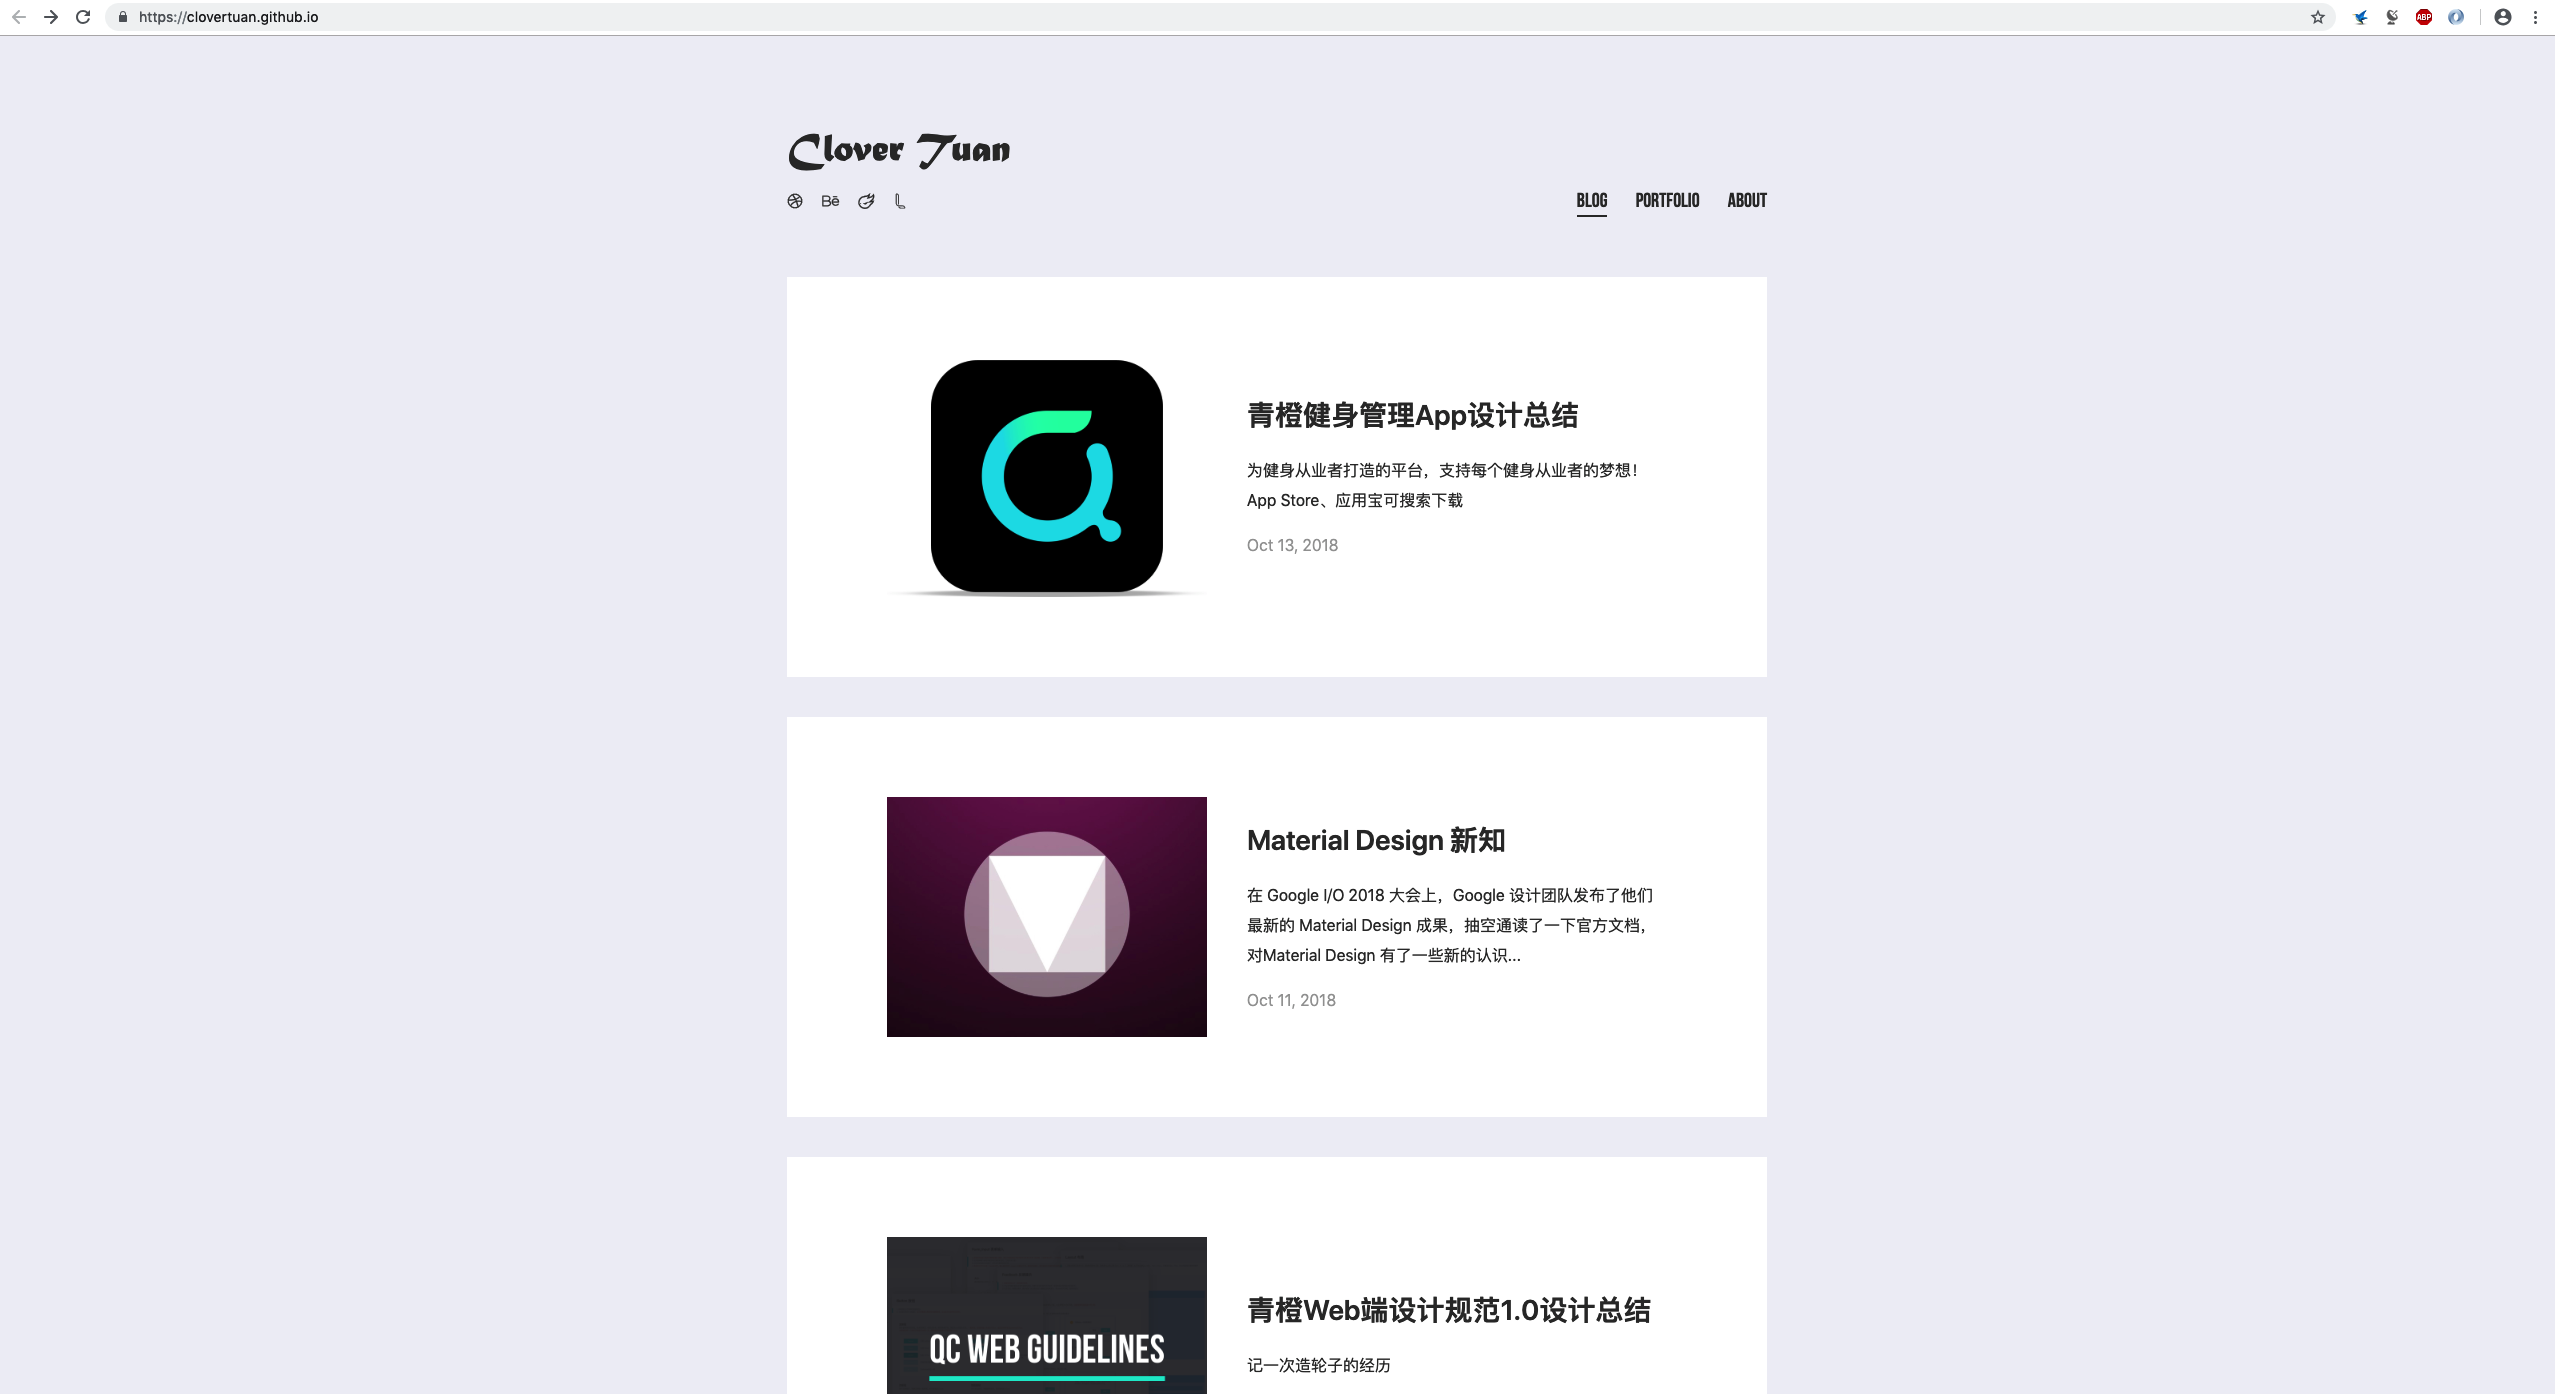 https://clovertuan.github.io
ABP
Clover Tuan
Bē
BLOG PORTFOLIO ABOUT
青橙健身管理App设计总结
为健身从业者打造的平台，支持每个健身从业者的梦想！
App Store、应用宝可搜索下载
Oct 13, 2018
Material Design 新知
在 Google I/O 2018 大会上，Google 设计团队发布了他们
最新的 Material Design 成果，抽空通读了一下官方文档，
对Material Design 有了一些新的认识...
Oct 11, 2018
QC WEB GUIDELINES
青橙Web端设计规范1.0设计总结
记一次造轮子的经历